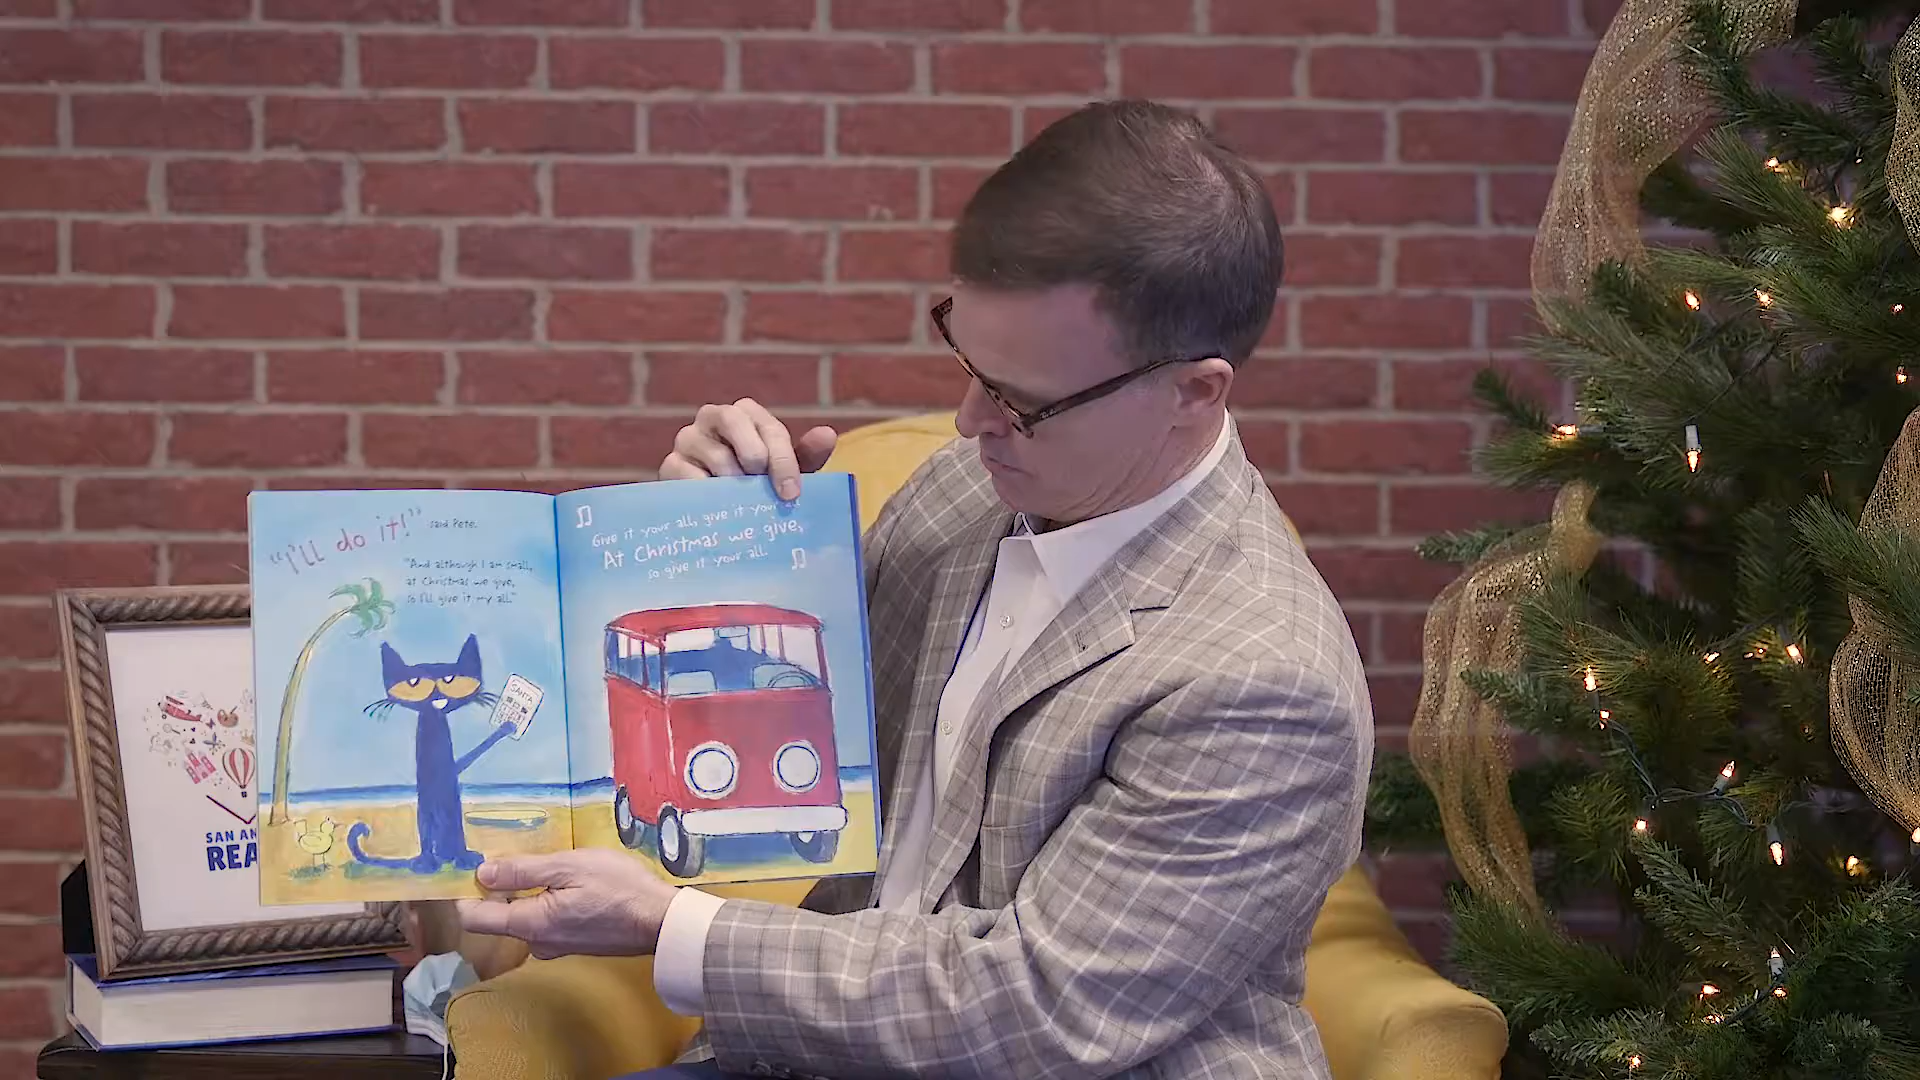 "I'll do it!" said Pete.
"And although I am small,
at Christmas we give,
so I'll give it my all."
SANTA
Give it your all, give it your all
At Christmas we give,
so give it your all.
SAN AN
REA